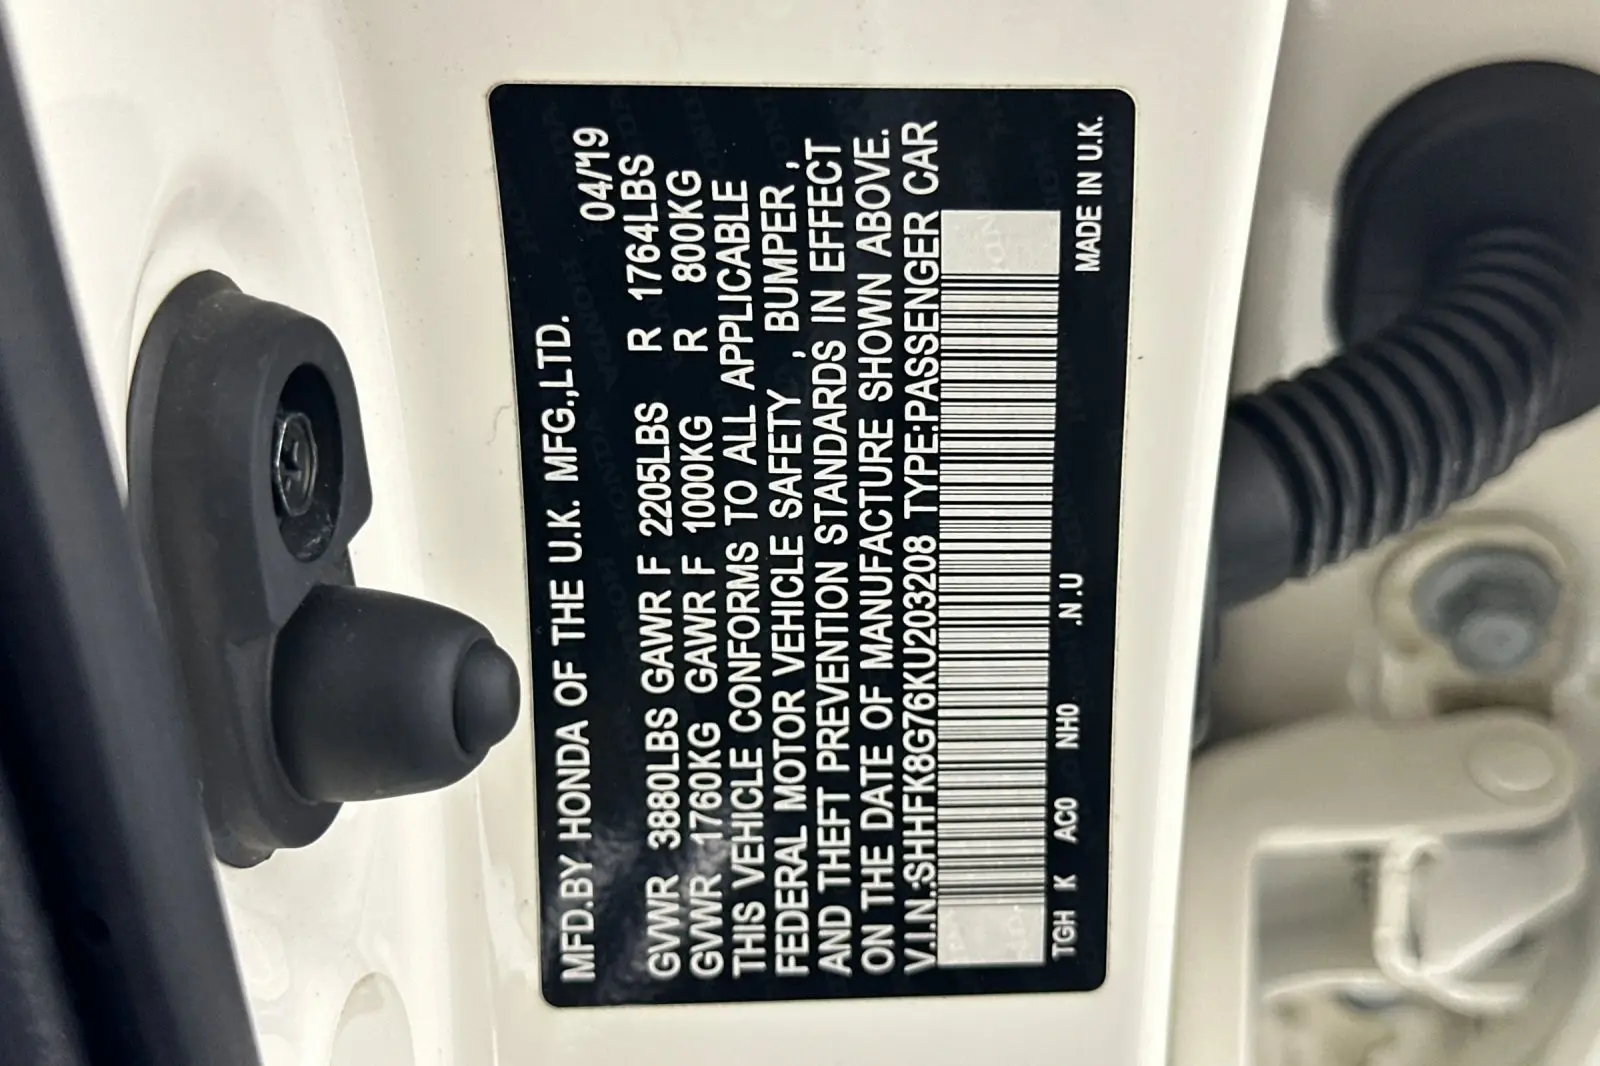 MFD.BY HONDA OF THE U.K. MFG.,LTD. 04/19
GVWR 3880LBS GAWR F 2205LBS R 1764LBS
GVWR 1760KG GAWR F 1000KG R 800KG
THIS VEHICLE CONFORMS TO ALL APPLICABLE
FEDERAL MOTOR VEHICLE SAFETY , BUMPER ,
AND THEFT PREVENTION STANDARDS IN EFFECT
ON THE DATE OF MANUFACTURE SHOWN ABOVE.
V.I.N.:SHHFK8G76KU203208 TYPE:PASSENGER CAR
TGH K AC0 NH0 .N.U MADE IN U.K.